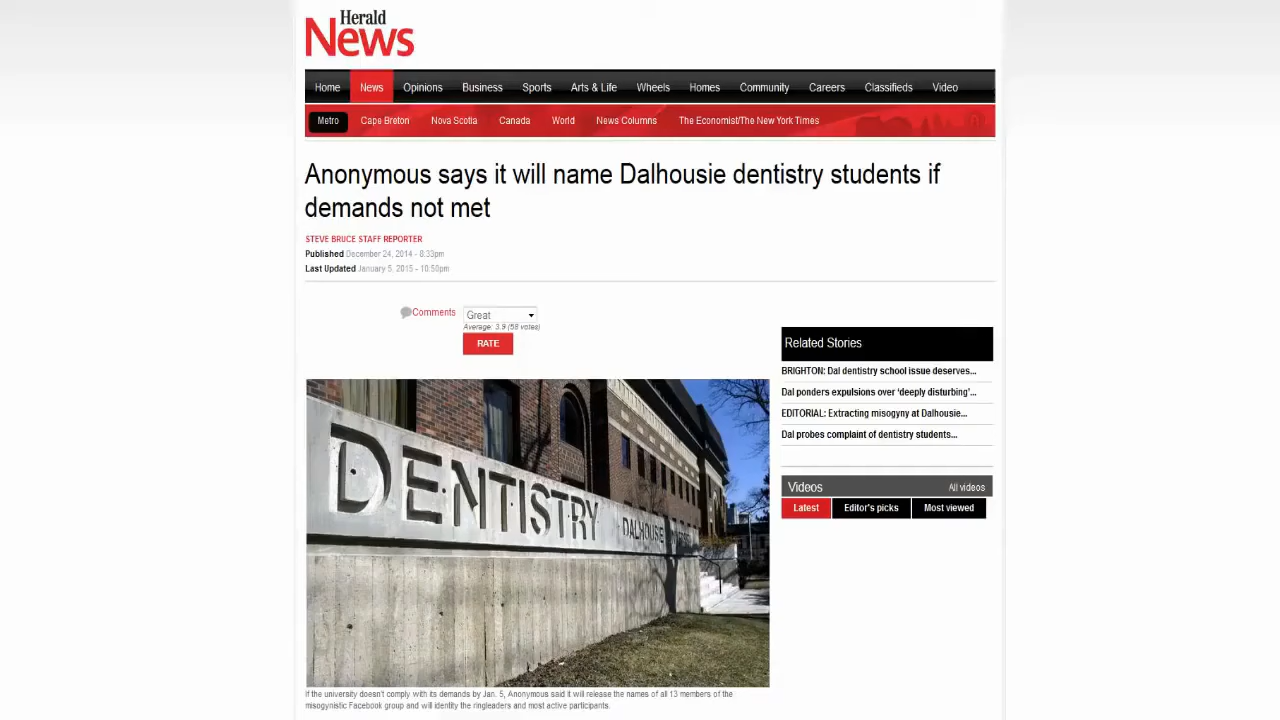 Herald
News
Home News Opinions Business Sports Arts & Life Wheels Homes Community Careers Classifieds Video
Metro Cape Breton Nova Scotia Canada World News Columns The Economist/The New York Times
Anonymous says it will name Dalhousie dentistry students if
demands not met
STEVE BRUCE STAFF REPORTER
Published December 24, 2014 - 8:33pm
Last Updated January 5, 2015 - 10:50pm
Comments Great
Average: 3.9 (58 votes)
RATE
Related Stories
BRIGHTON: Dal dentistry school issue deserves...
Dal ponders expulsions over ‘deeply disturbing’...
EDITORIAL: Extracting misogyny at Dalhousie...
Dal probes complaint of dentistry students...
Videos All videos
Latest Editor's picks Most viewed
DENTISTRY DALHOUSIE
If the university doesn't comply with its demands by Jan. 5, Anonymous said it will release the names of all 13 members of the
misogynistic Facebook group and will identity the ringleaders and most active participants.